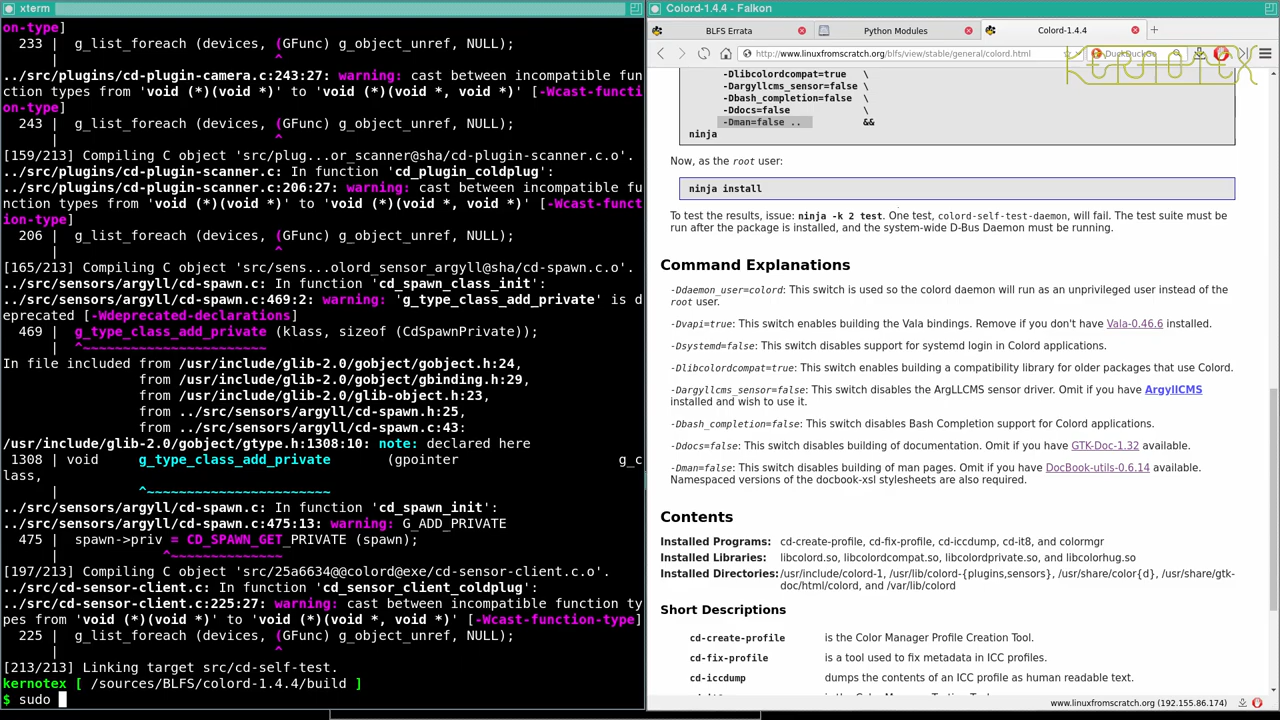 xterm
on-type]
233 |  g_list_foreach (devices, (GFunc) g_object_unref, NULL);
|                           ^
../src/plugins/cd-plugin-camera.c:243:27: warning: cast between incompatible fun
ction types from 'void (*)(void *)' to 'void (*)(void *, void *)' [-Wcast-functi
on-type]
243 |  g_list_foreach (devices, (GFunc) g_object_unref, NULL);
|                           ^
[159/213] Compiling C object 'src/plug...or_scanner@sha/cd-plugin-scanner.c.o'.
../src/plugins/cd-plugin-scanner.c: In function 'cd_plugin_coldplug':
../src/plugins/cd-plugin-scanner.c:206:27: warning: cast between incompatible fu
nction types from 'void (*)(void *)' to 'void (*)(void *, void *)' [-Wcast-funct
ion-type]
206 |  g_list_foreach (devices, (GFunc) g_object_unref, NULL);
|                           ^
[165/213] Compiling C object 'src/sens...olord_sensor_argyll@sha/cd-spawn.c.o'.
../src/sensors/argyll/cd-spawn.c: In function 'cd_spawn_class_init':
../src/sensors/argyll/cd-spawn.c:469:2: warning: 'g_type_class_add_private' is d
eprecated [-Wdeprecated-declarations]
469 |  g_type_class_add_private (klass, sizeof (CdSpawnPrivate));
|  ^~~~~~~~~~~~~~~~~~~~~~~~
In file included from /usr/include/glib-2.0/gobject/gobject.h:24,
from /usr/include/glib-2.0/gobject/gbinding.h:29,
from /usr/include/glib-2.0/glib-object.h:23,
from ../src/sensors/argyll/cd-spawn.h:25,
from ../src/sensors/argyll/cd-spawn.c:43:
/usr/include/glib-2.0/gobject/gtype.h:1308:10: note: declared here
1308 | void     g_type_class_add_private       (gpointer                    g_c
lass,
|          ^~~~~~~~~~~~~~~~~~~~~~~~
../src/sensors/argyll/cd-spawn.c: In function 'cd_spawn_init':
../src/sensors/argyll/cd-spawn.c:475:13: warning: G_ADD_PRIVATE
475 |  spawn->priv = CD_SPAWN_GET_PRIVATE (spawn);
|             ^~~~~~~~~~~~~~~
[197/213] Compiling C object 'src/25a6634@@colord@exe/cd-sensor-client.c.o'.
../src/cd-sensor-client.c: In function 'cd_sensor_client_coldplug':
../src/cd-sensor-client.c:225:27: warning: cast between incompatible function ty
pes from 'void (*)(void *)' to 'void (*)(void *, void *)' [-Wcast-function-type]
225 |  g_list_foreach (devices, (GFunc) g_object_unref, NULL);
|                           ^
[213/213] Linking target src/cd-self-test.
kernotex [ /sources/BLFS/colord-1.4.4/build ]
$ sudo
Colord-1.4.4 - Falkon
BLFS Errata
Python Modules
Colord-1.4.4
http://www.linuxfromscratch.org/blfs/view/stable/general/colord.html
DuckDuckGo
KERNOTEX
-Dlibcolordcompat=true \
-Dargyllcms_sensor=false \
-Dbash_completion=false \
-Ddocs=false \
-Dman=false .. &&
ninja
Now, as the root user:
ninja install
To test the results, issue: ninja -k 2 test. One test, colord-self-test-daemon, will fail. The test suite must be
run after the package is installed, and the system-wide D-Bus Daemon must be running.
Command Explanations
-Ddaemon_user=colord: This switch is used so the colord daemon will run as an unprivileged user instead of the
root user.
-Dvapi=true: This switch enables building the Vala bindings. Remove if you don't have Vala-0.46.6 installed.
-Dsystemd=false: This switch disables support for systemd login in Colord applications.
-Dlibcolordcompat=true: This switch enables building a compatibility library for older packages that use Colord.
-Dargyllcms_sensor=false: This switch disables the ArgLLCMS sensor driver. Omit if you have ArgyllCMS
installed and wish to use it.
-Dbash_completion=false: This switch disables Bash Completion support for Colord applications.
-Ddocs=false: This switch disables building of documentation. Omit if you have GTK-Doc-1.32 available.
-Dman=false: This switch disables building of man pages. Omit if you have DocBook-utils-0.6.14 available.
Namespaced versions of the docbook-xsl stylesheets are also required.
Contents
Installed Programs: cd-create-profile, cd-fix-profile, cd-iccdump, cd-it8, and colormgr
Installed Libraries: libcolord.so, libcolordcompat.so, libcolordprivate.so, and libcolorhug.so
Installed Directories: /usr/include/colord-1, /usr/lib/colord-{plugins,sensors}, /usr/share/color{d}, /usr/share/gtk-
doc/html/colord, and /var/lib/colord
Short Descriptions
cd-create-profile is the Color Manager Profile Creation Tool.
cd-fix-profile is a tool used to fix metadata in ICC profiles.
cd-iccdump dumps the contents of an ICC profile as human readable text.
www.linuxfromscratch.org (192.155.86.174)